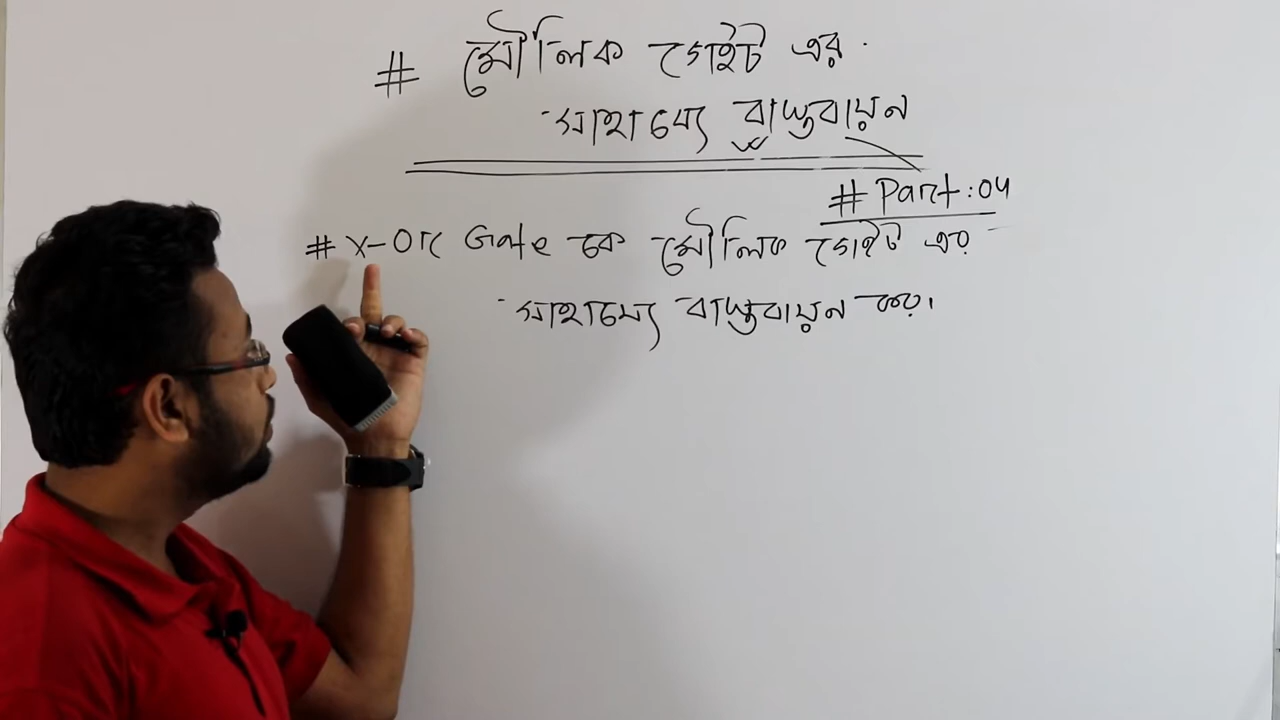 # মৌলিক গেইট এর
সাহায্যে বাস্তবায়ন
# Part:04
# X-OR Gate কে মৌলিক গেইট এর
সাহায্যে বাস্তবায়ন কর।